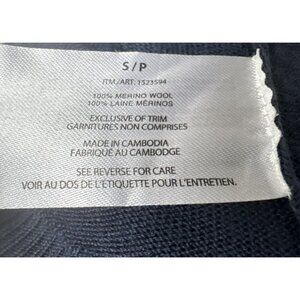 S / P
ITM./ART. 1523594
100% MERINO WOOL
100% LAINE MÉRINOS
EXCLUSIVE OF TRIM
GARNITURES NON COMPRISES
MADE IN CAMBODIA
FABRIQUÉ AU CAMBODGE
SEE REVERSE FOR CARE
VOIR AU DOS DE L'ÉTIQUETTE POUR L'ENTRETIEN.